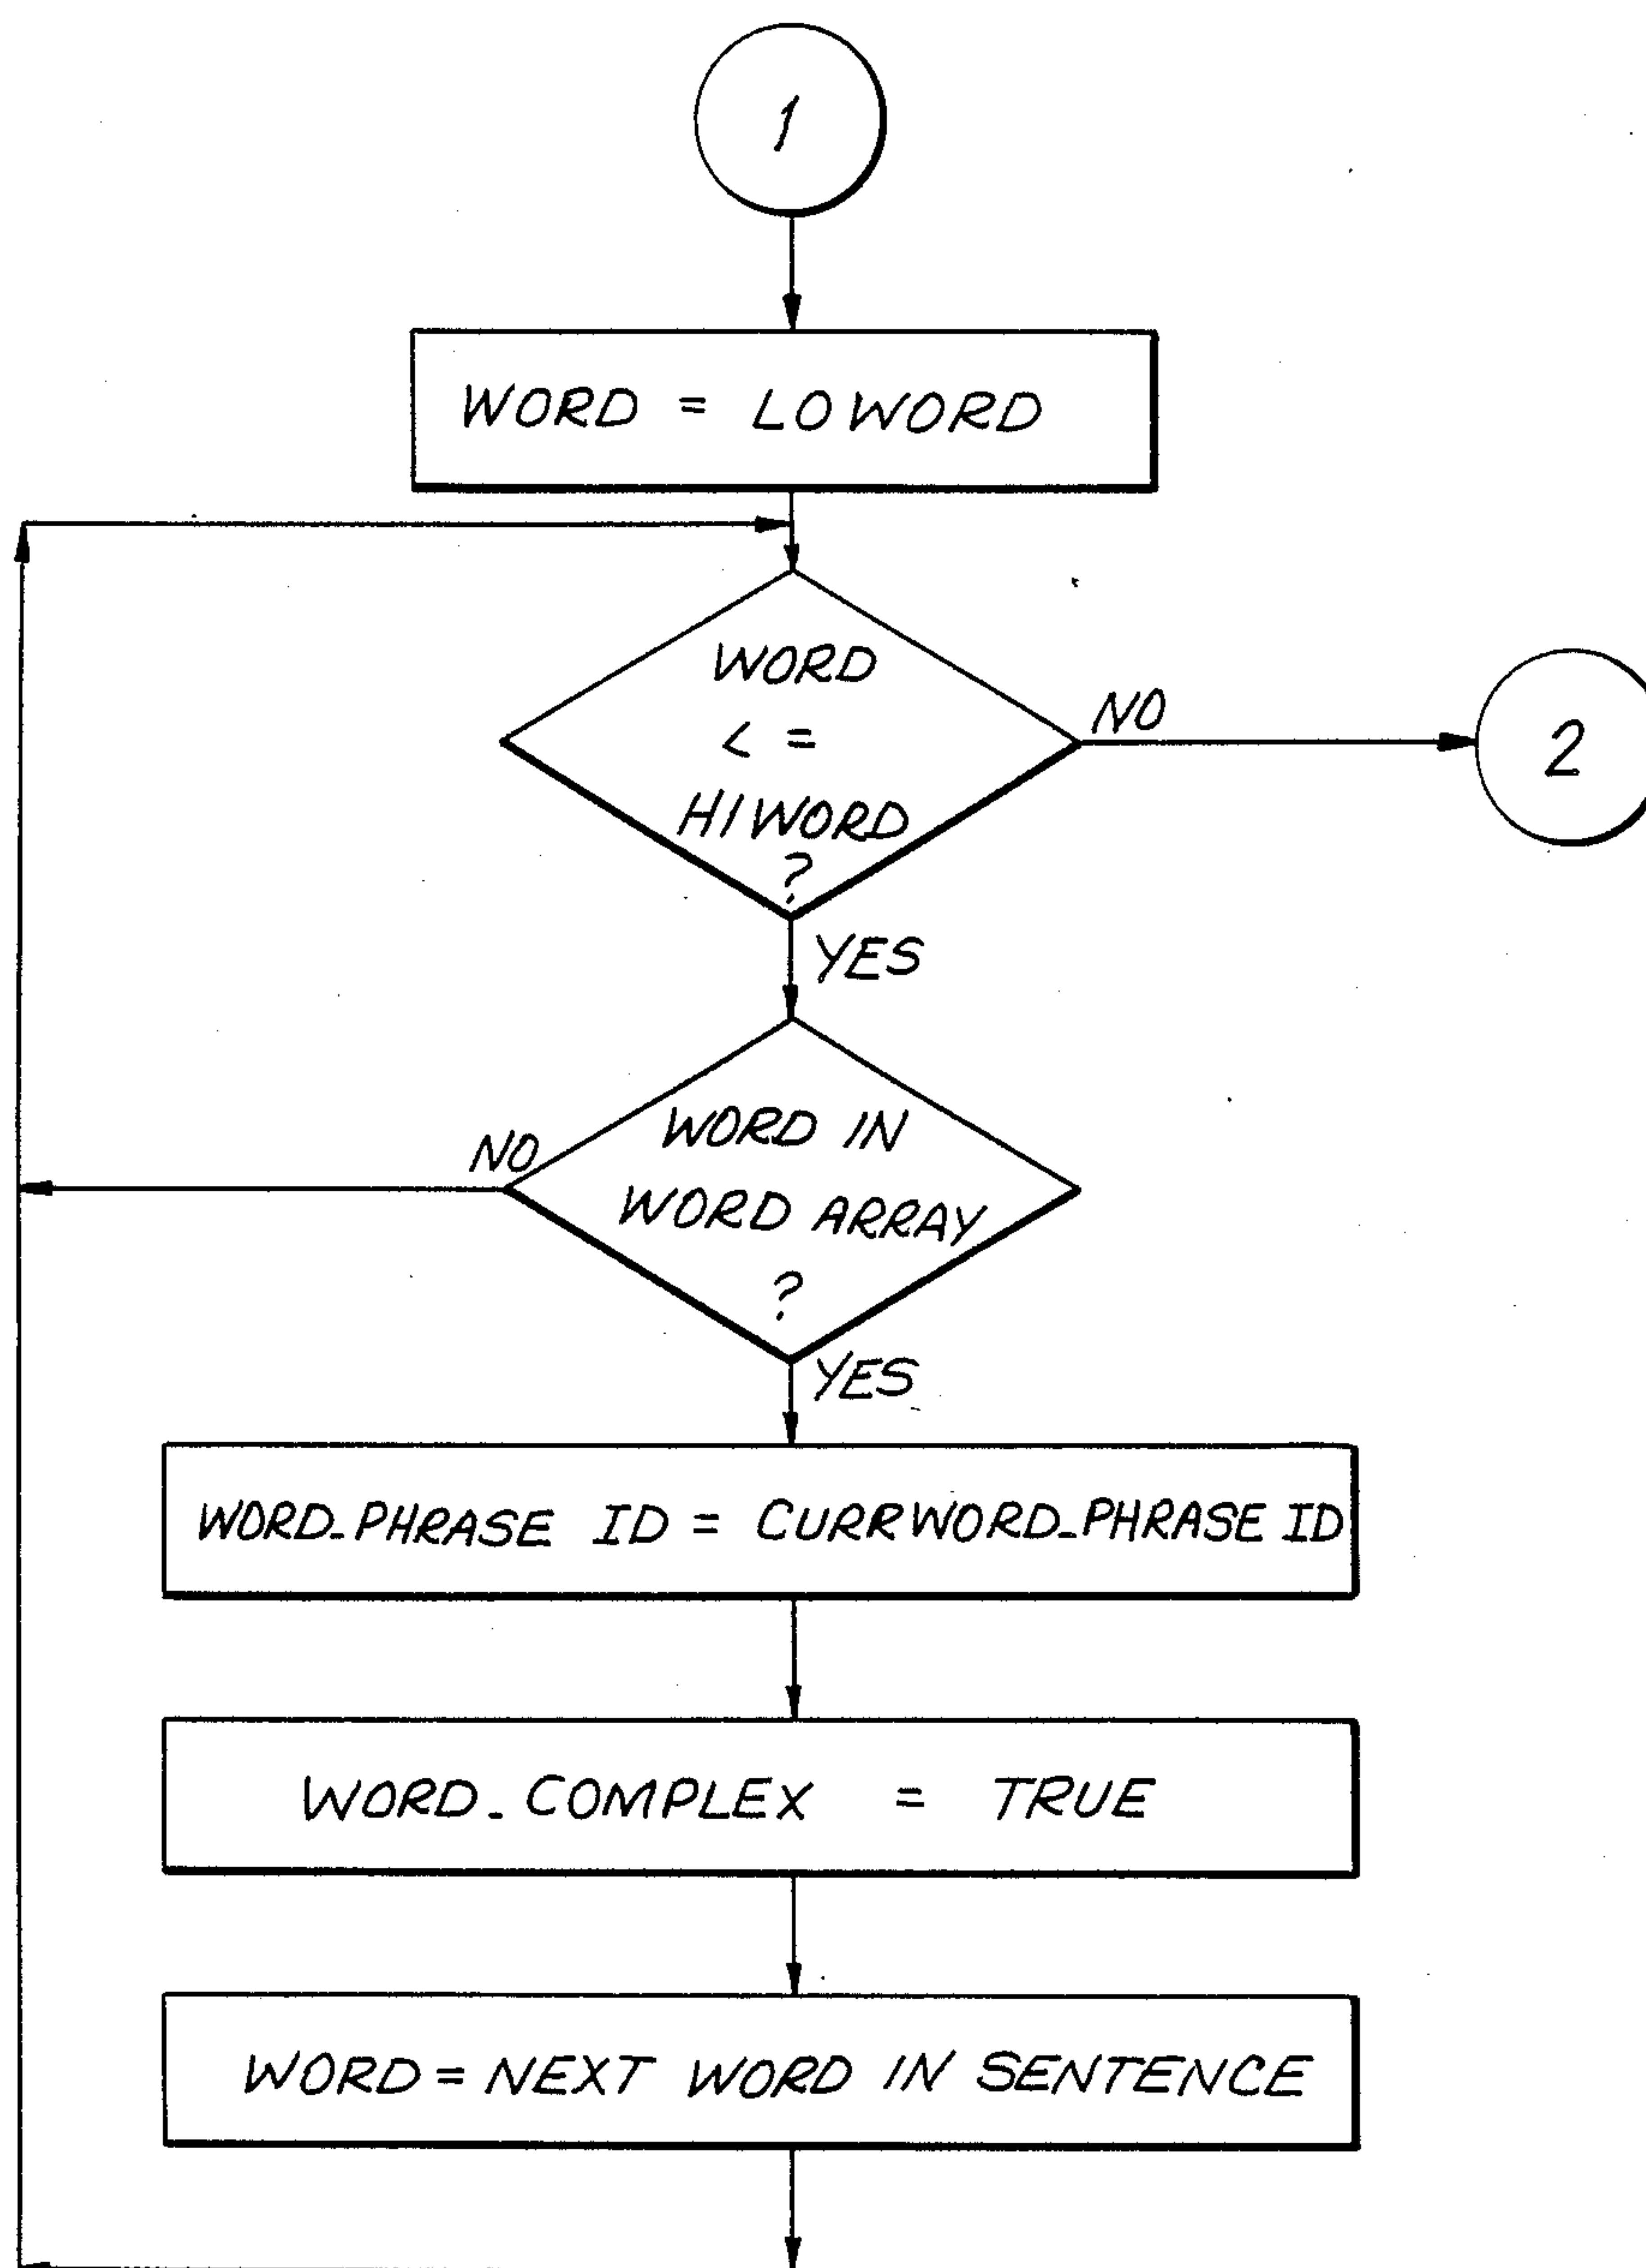 1
WORD = LOWORD
WORD
< =
HIWORD
?
NO
2
YES
WORD IN
WORD ARRAY
?
NO
YES
WORD_PHRASE ID = CURRWORD_PHRASE ID
WORD_COMPLEX = TRUE
WORD = NEXT WORD IN SENTENCE